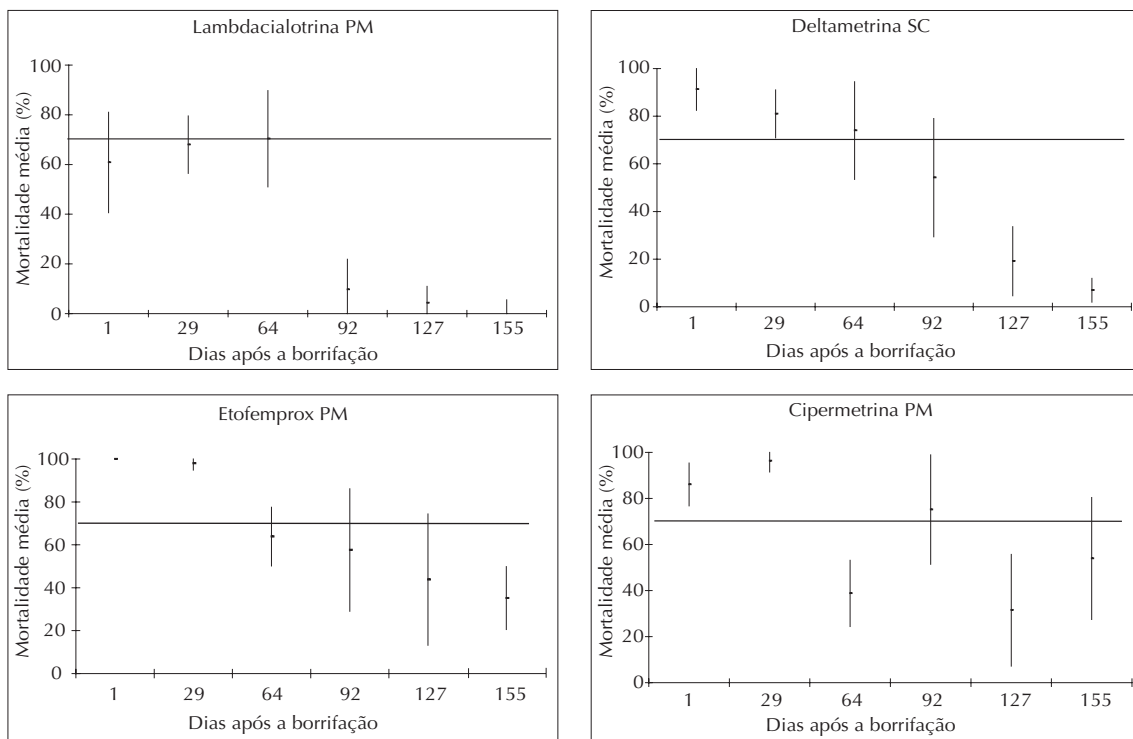 Lambdacialotrina PM
Mortalidade média (%)
100
80
60
40
20
0
1 29 64 92 127 155
Dias após a borrifação
Deltametrina SC
Mortalidade média (%)
100
80
60
40
20
0
1 29 64 92 127 155
Dias após a borrifação
Etofemprox PM
Mortalidade média (%)
100
80
60
40
20
0
1 29 64 92 127 155
Dias após a borrifação
Cipermetrina PM
Mortalidade média (%)
100
80
60
40
20
0
1 29 64 92 127 155
Dias após a borrifação